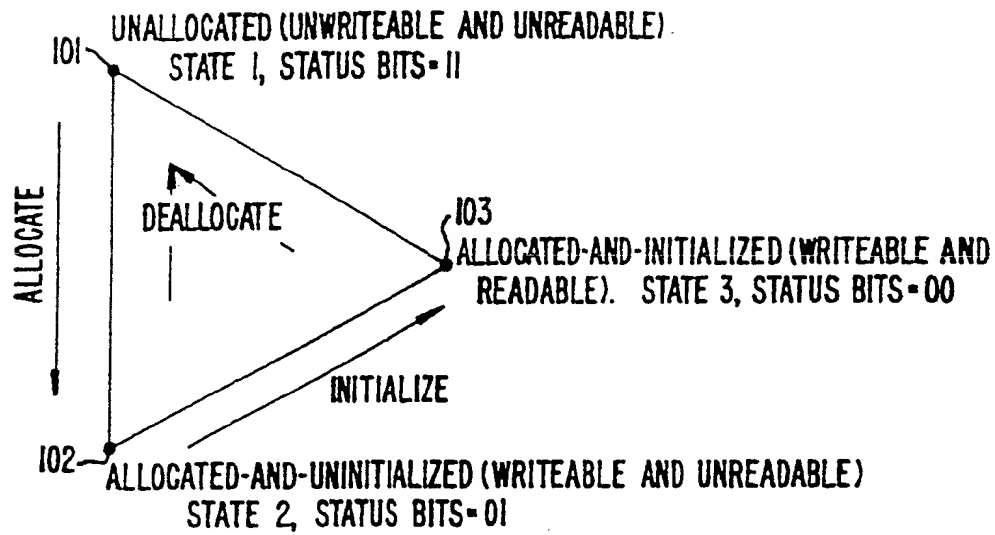 UNALLOCATED (UNWRITEABLE AND UNREADABLE)
101
STATE 1, STATUS BITS=11
ALLOCATE
DEALLOCATE
103
ALLOCATED-AND-INITIALIZED (WRITEABLE AND
READABLE). STATE 3, STATUS BITS=00
INITIALIZE
102
ALLOCATED-AND-UNINITIALIZED (WRITEABLE AND UNREADABLE)
STATE 2, STATUS BITS=01